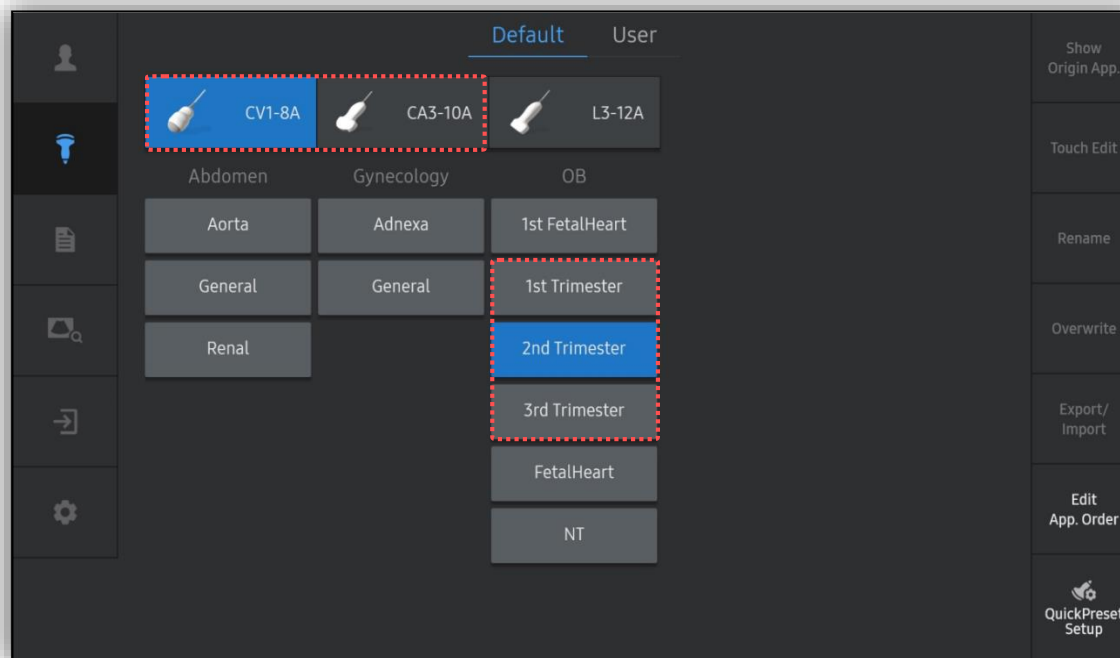 Default User
CV1-8A CA3-10A L3-12A
Abdomen Gynecology OB
Aorta Adnexa 1st FetalHeart
General General 1st Trimester
Renal 2nd Trimester
3rd Trimester
FetalHeart
NT
Show
Origin App.
Touch Edit
Rename
Overwrite
Export/
Import
Edit
App. Order
QuickPreset
Setup